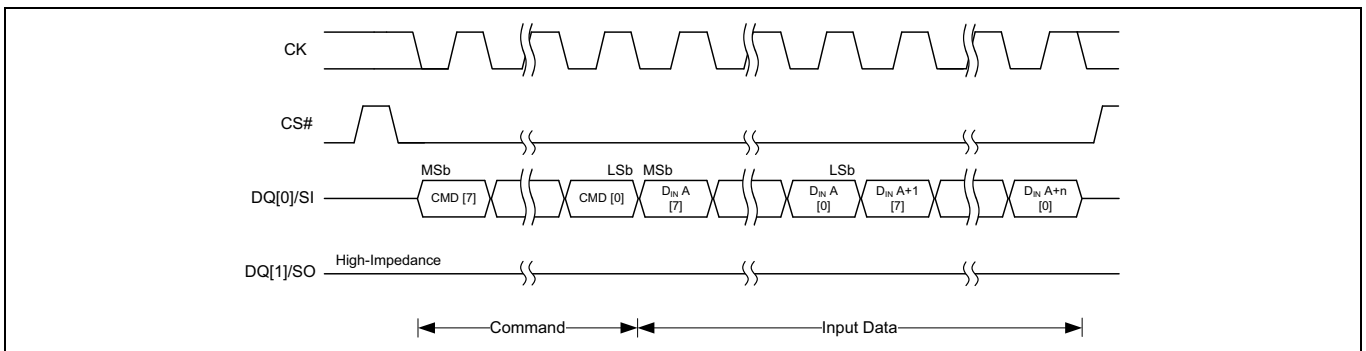 CK
CS#
MSb LSb MSb LSb
DQ[0]/SI CMD [7] CMD [0] DIN A [7] DIN A [0] DIN A+1 [7] DIN A+n [0]
DQ[1]/SO High-Impedance
Command Input Data